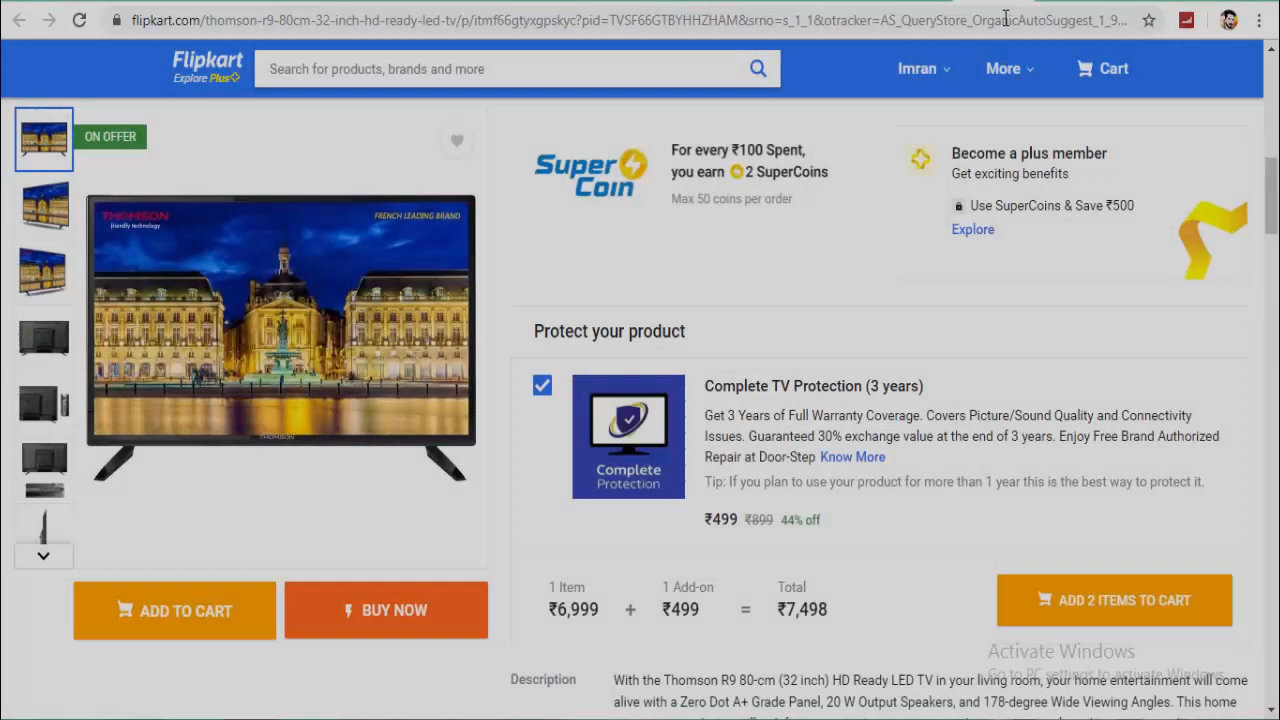 flipkart.com/thomson-r9-80cm-32-inch-hd-ready-led-tv/p/itmf66gtyxgpskyc?pid=TVSF66GTBYHHZHAM&srno=s_1_1&otracker=AS_QueryStore_OrganicAutoSuggest_1_9...
Flipkart
Explore Plus
Search for products, brands and more
Imran
More
Cart
ON OFFER
THOMSON
friendly technology
FRENCH LEADING BRAND
THOMSON
ADD TO CART
BUY NOW
Super
Coin
For every ₹100 Spent,
you earn 2 SuperCoins
Max 50 coins per order
Become a plus member
Get exciting benefits
Use SuperCoins & Save ₹500
Explore
Protect your product
Complete
Protection
Complete TV Protection (3 years)
Get 3 Years of Full Warranty Coverage. Covers Picture/Sound Quality and Connectivity
Issues. Guaranteed 30% exchange value at the end of 3 years. Enjoy Free Brand Authorized
Repair at Door-Step Know More
Tip: If you plan to use your product for more than 1 year this is the best way to protect it.
₹499 ₹899 44% off
1 Item 1 Add-on Total
₹6,999 + ₹499 = ₹7,498
ADD 2 ITEMS TO CART
Activate Windows
Go to PC settings to activate Windows.
Description
With the Thomson R9 80-cm (32 inch) HD Ready LED TV in your living room, your home entertainment will come
alive with a Zero Dot A+ Grade Panel, 20 W Output Speakers, and 178-degree Wide Viewing Angles. This home